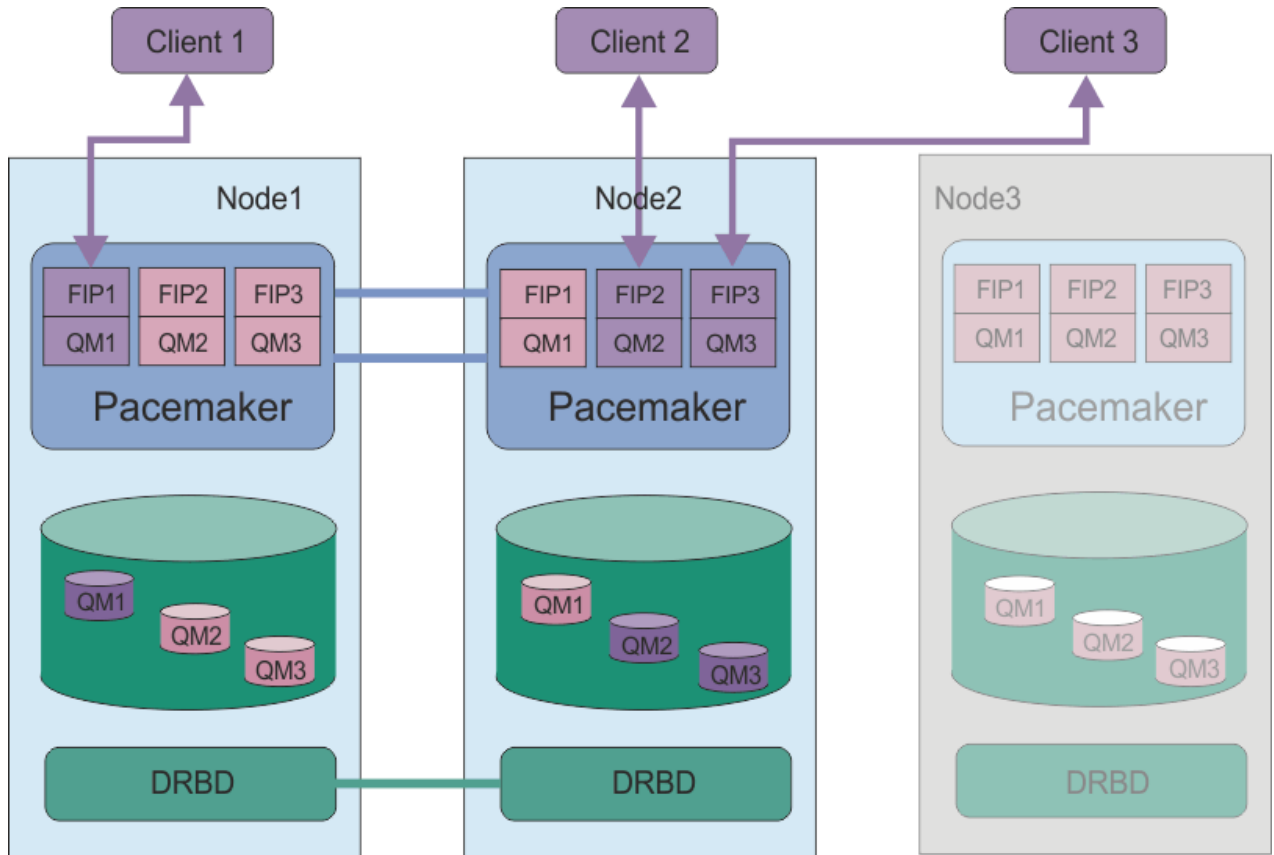 Client 1
Client 2
Client 3
Node1
Node2
Node3
FIP1 FIP2 FIP3
QM1 QM2 QM3
Pacemaker
FIP1 FIP2 FIP3
QM1 QM2 QM3
Pacemaker
FIP1 FIP2 FIP3
QM1 QM2 QM3
Pacemaker
QM1
QM2
QM3
QM1
QM2
QM3
QM1
QM2
QM3
DRBD
DRBD
DRBD